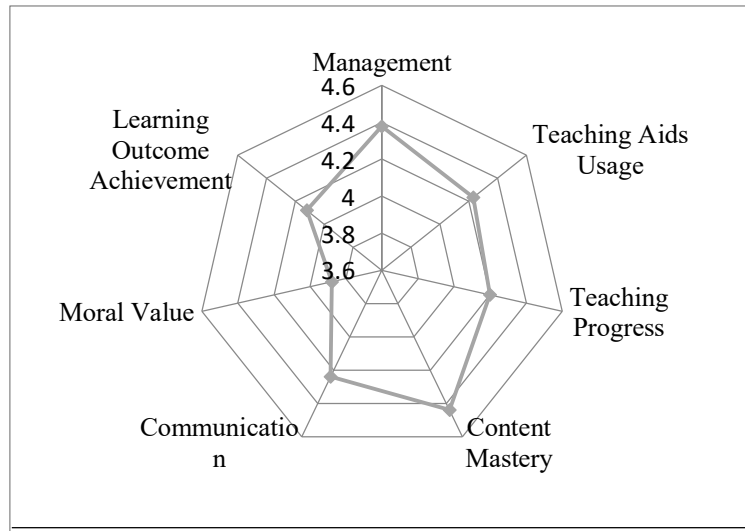 Management
4.6
4.4
4.2
4
3.8
3.6
Teaching Aids
Usage
Teaching
Progress
Content
Mastery
Communicatio
n
Moral Value
Learning
Outcome
Achievement